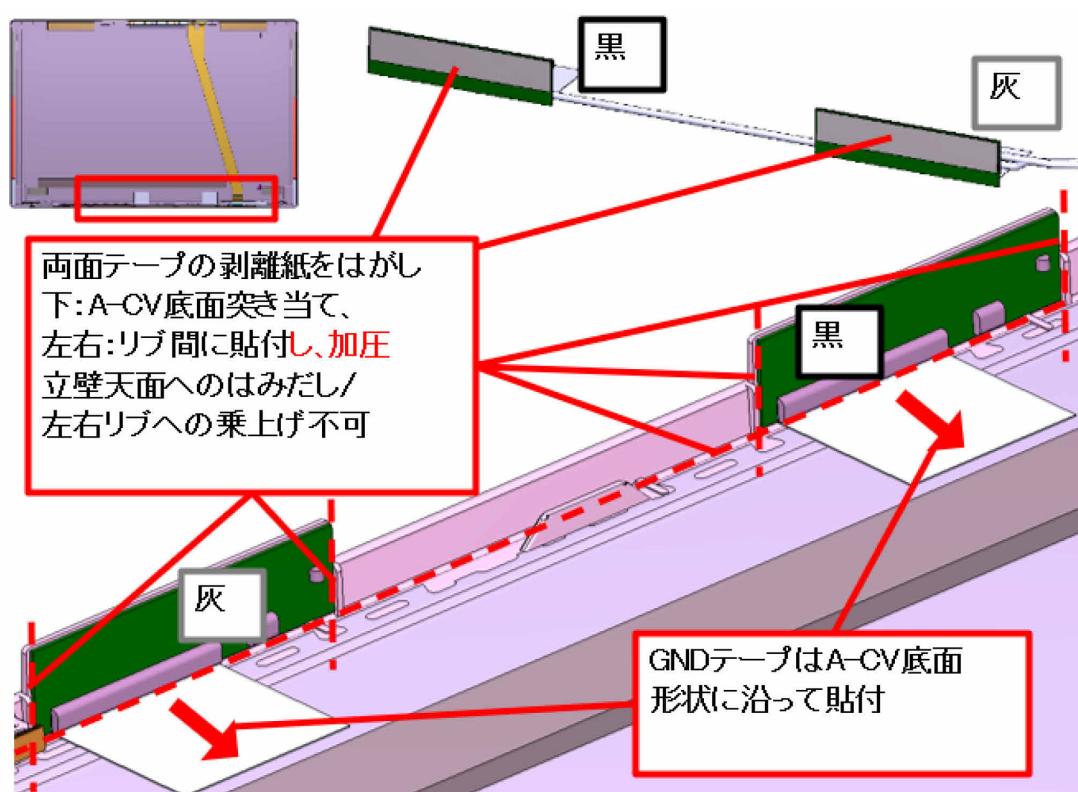 黒
灰
両面テープの剥離紙をはがし
下:A-CV底面突き当て、
左右:リブ間に貼付し、加圧
立壁天面へのはみだし/
左右リブへの乗上げ不可
黒
灰
GNDテープはA-CV底面
形状に沿って貼付